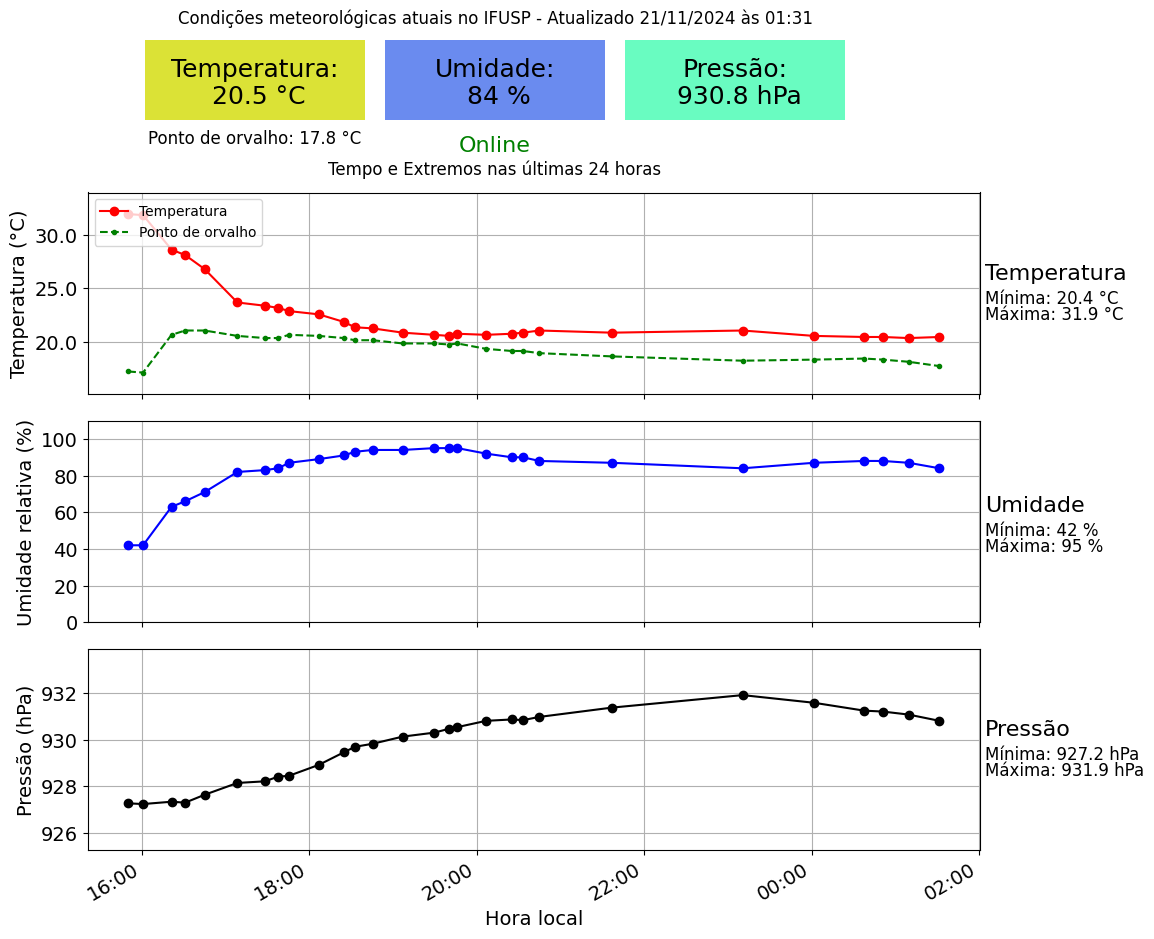 Condições meteorológicas atuais no IFUSP - Atualizado 21/11/2024 às 01:31
Temperatura:
20.5 °C
Umidade:
84 %
Pressão:
930.8 hPa
Ponto de orvalho: 17.8 °C
Online
Tempo e Extremos nas últimas 24 horas
Temperatura (°C)
30.0
25.0
20.0
Temperatura
Ponto de orvalho
Temperatura
Mínima: 20.4 °C
Máxima: 31.9 °C
Umidade relativa (%)
100
80
60
40
20
0
Umidade
Mínima: 42 %
Máxima: 95 %
Pressão (hPa)
932
930
928
926
Pressão
Mínima: 927.2 hPa
Máxima: 931.9 hPa
16:00
18:00
20:00
22:00
00:00
02:00
Hora local